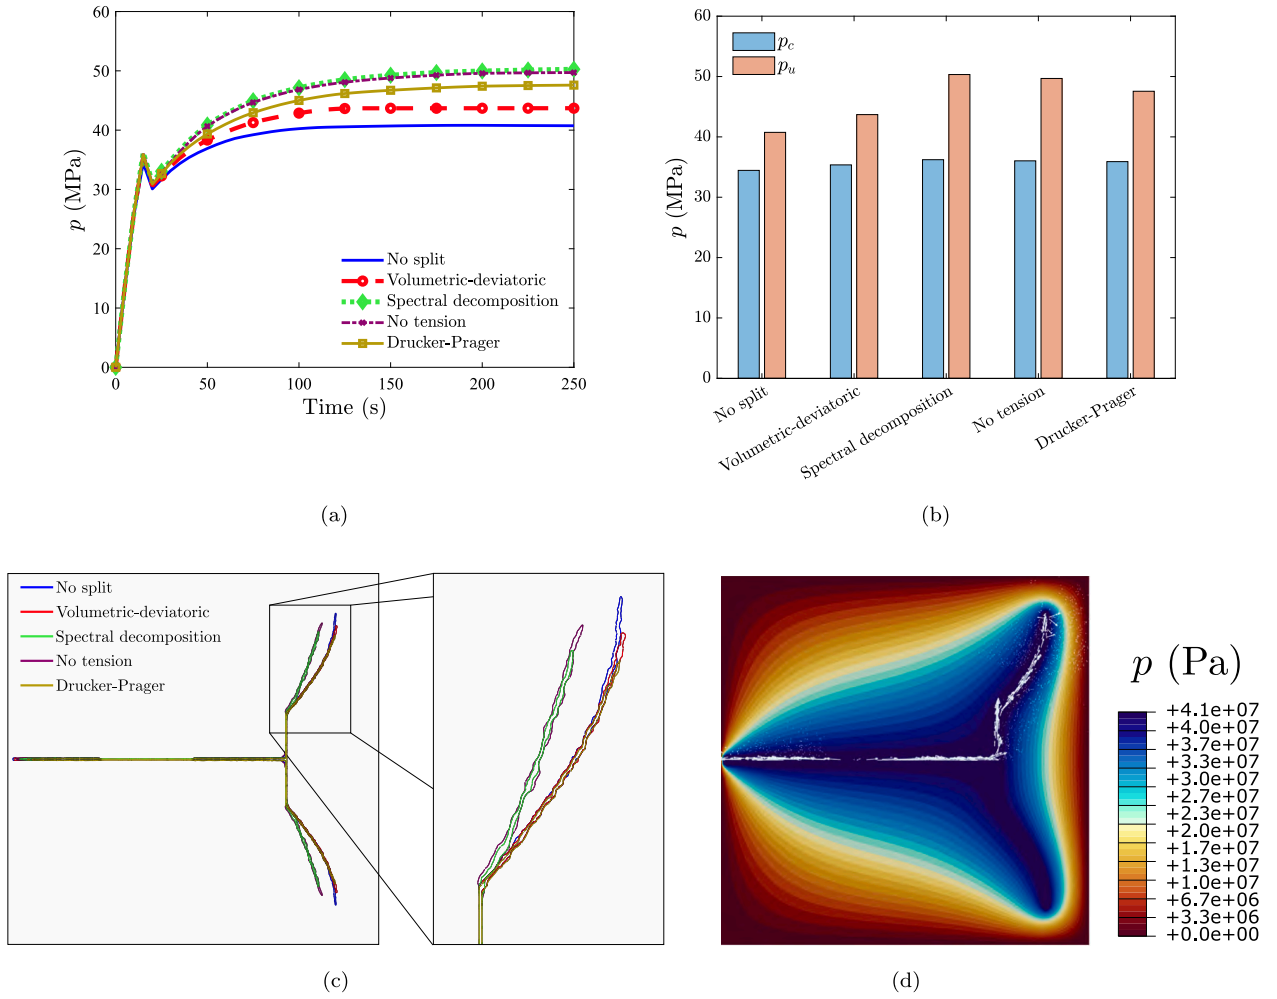 60
50
40
30
20
10
0
p (MPa)
0 50 100 150 200 250
Time (s)
No split
Volumetric-deviatoric
Spectral decomposition
No tension
Drucker-Prager
(a)
60
50
40
30
20
10
0
p (MPa)
p_c
p_u
No split
Volumetric-deviatoric
Spectral decomposition
No tension
Drucker-Prager
(b)
No split
Volumetric-deviatoric
Spectral decomposition
No tension
Drucker-Prager
(c)
p (Pa)
+4.1e+07
+4.0e+07
+3.7e+07
+3.3e+07
+3.0e+07
+2.7e+07
+2.3e+07
+2.0e+07
+1.7e+07
+1.3e+07
+1.0e+07
+6.7e+06
+3.3e+06
+0.0e+00
(d)